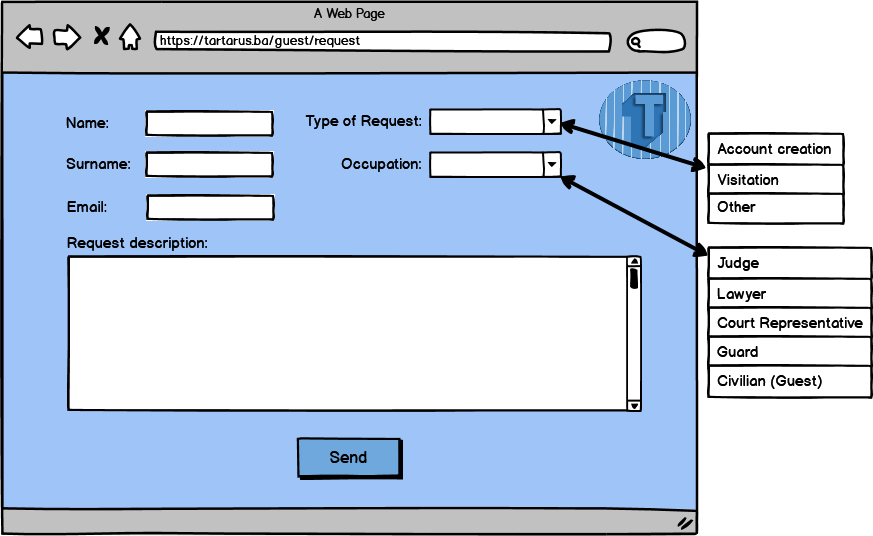 A Web Page
https://tartarus.ba/guest/request
T
Name:
Type of Request:
Surname:
Occupation:
Email:
Request description:
Send
Account creation
Visitation
Other
Judge
Lawyer
Court Representative
Guard
Civilian (Guest)